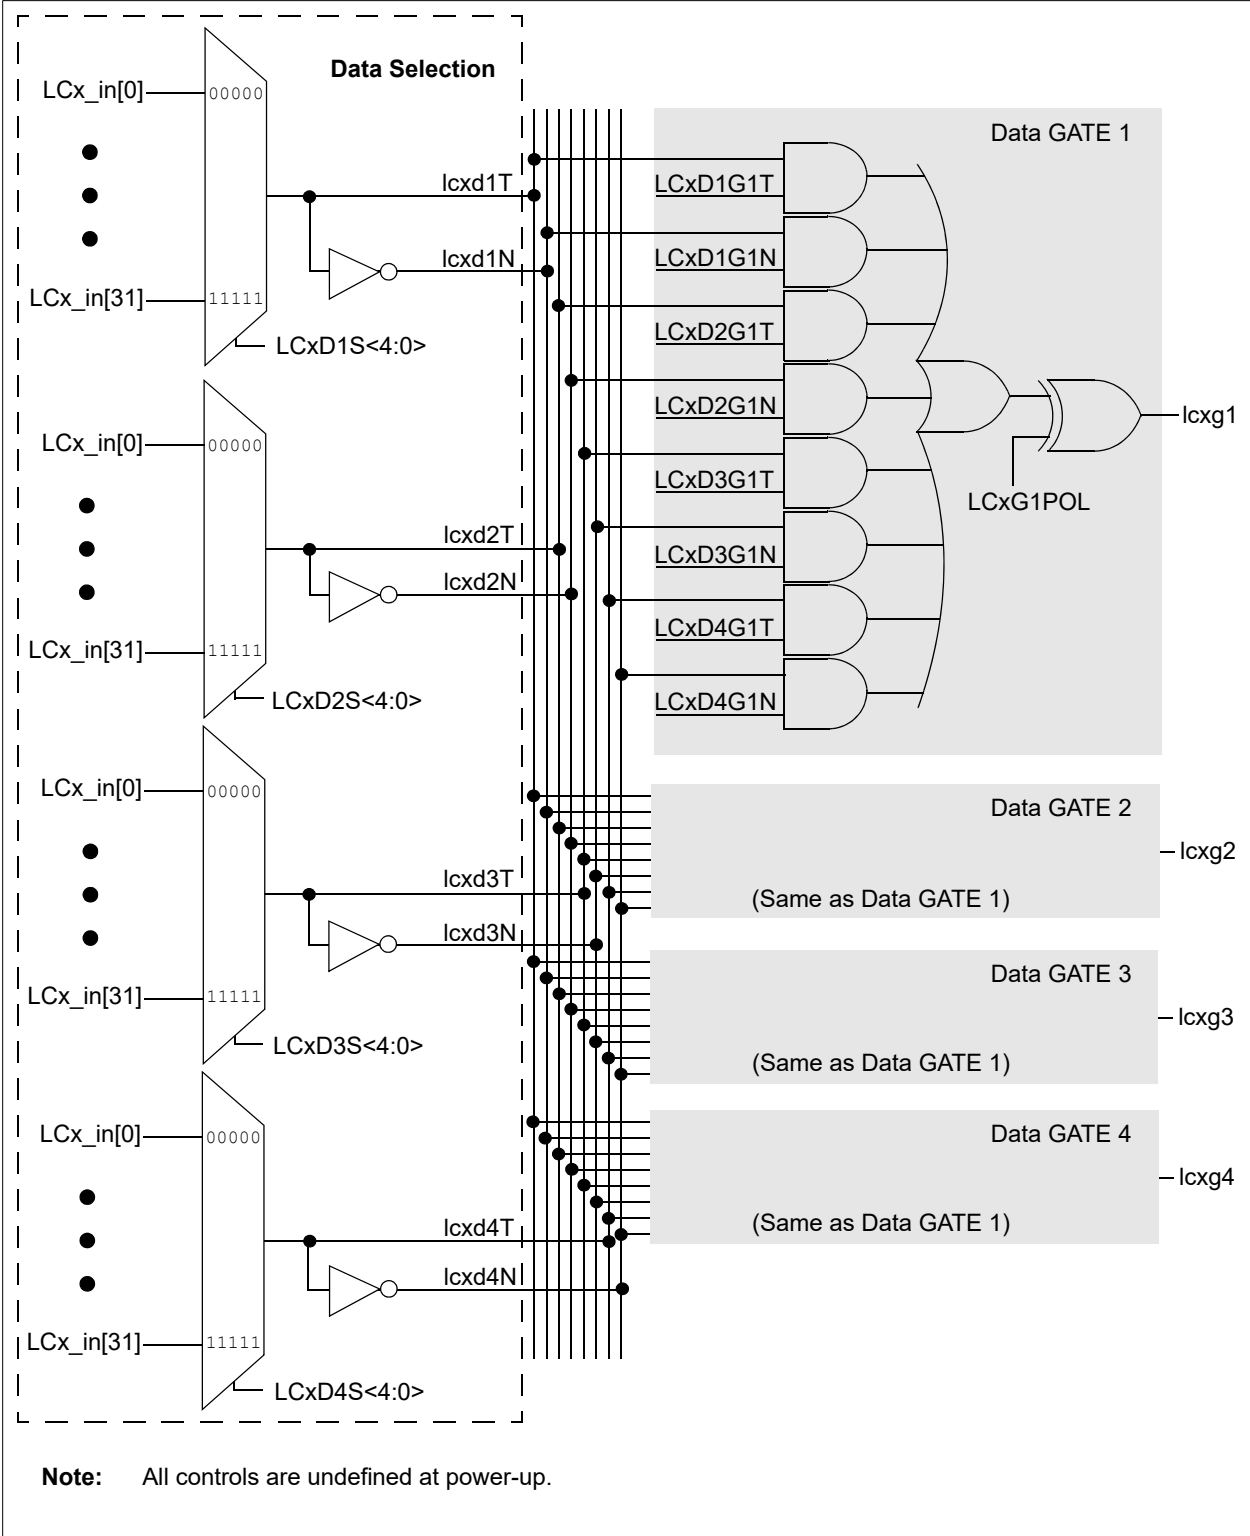 Data Selection
LCx_in[0]
00000
LCx_in[31]
11111
LCxD1S<4:0>
lcxd1T
lcxd1N
LCx_in[0]
00000
LCx_in[31]
11111
LCxD2S<4:0>
lcxd2T
lcxd2N
LCx_in[0]
00000
LCx_in[31]
11111
LCxD3S<4:0>
lcxd3T
lcxd3N
LCx_in[0]
00000
LCx_in[31]
11111
LCxD4S<4:0>
lcxd4T
lcxd4N
Data GATE 1
LCxD1G1T
LCxD1G1N
LCxD2G1T
LCxD2G1N
LCxD3G1T
LCxD3G1N
LCxD4G1T
LCxD4G1N
LCxG1POL
lcxg1
Data GATE 2
(Same as Data GATE 1)
lcxg2
Data GATE 3
(Same as Data GATE 1)
lcxg3
Data GATE 4
(Same as Data GATE 1)
lcxg4
Note: All controls are undefined at power-up.